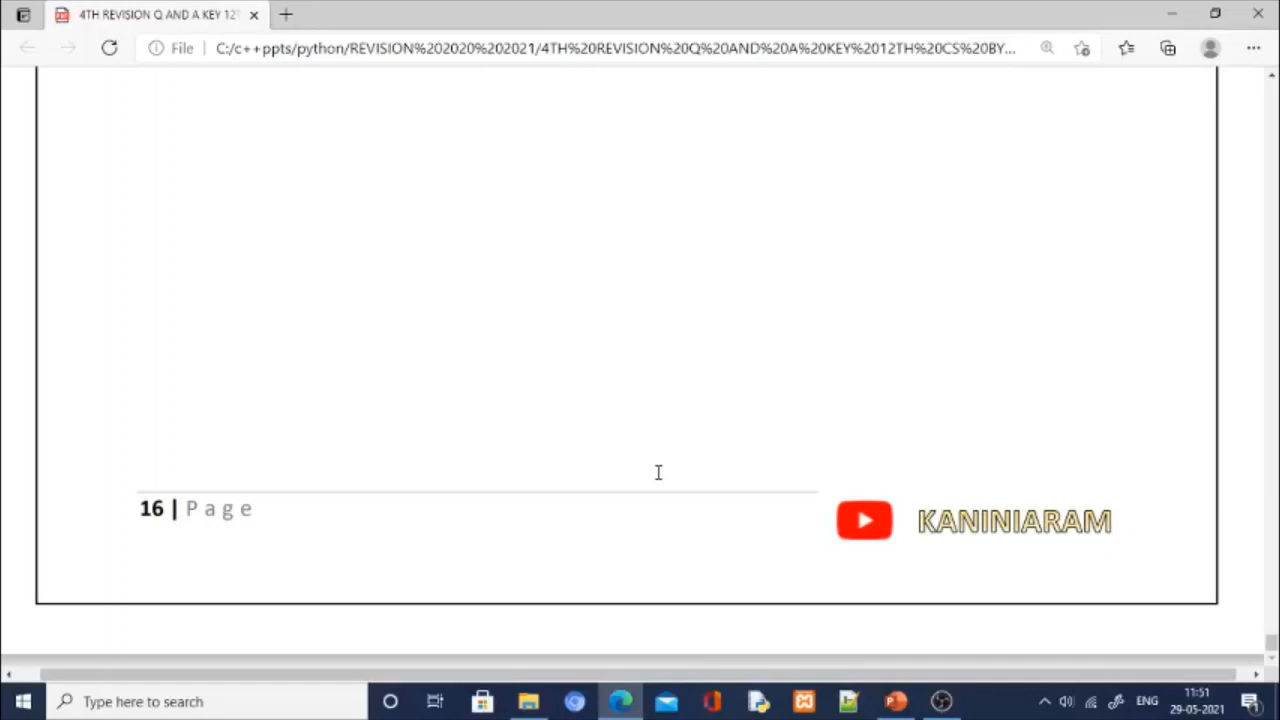 4TH REVISION Q AND A KEY 12T
File
C:/c++ppts/python/REVISION%202020%202021/4TH%20REVISION%20Q%20AND%20A%20KEY%2012TH%20CS%20BY...
16 | Page
KANINIARAM
Type here to search
ENG
11:51
29-05-2021